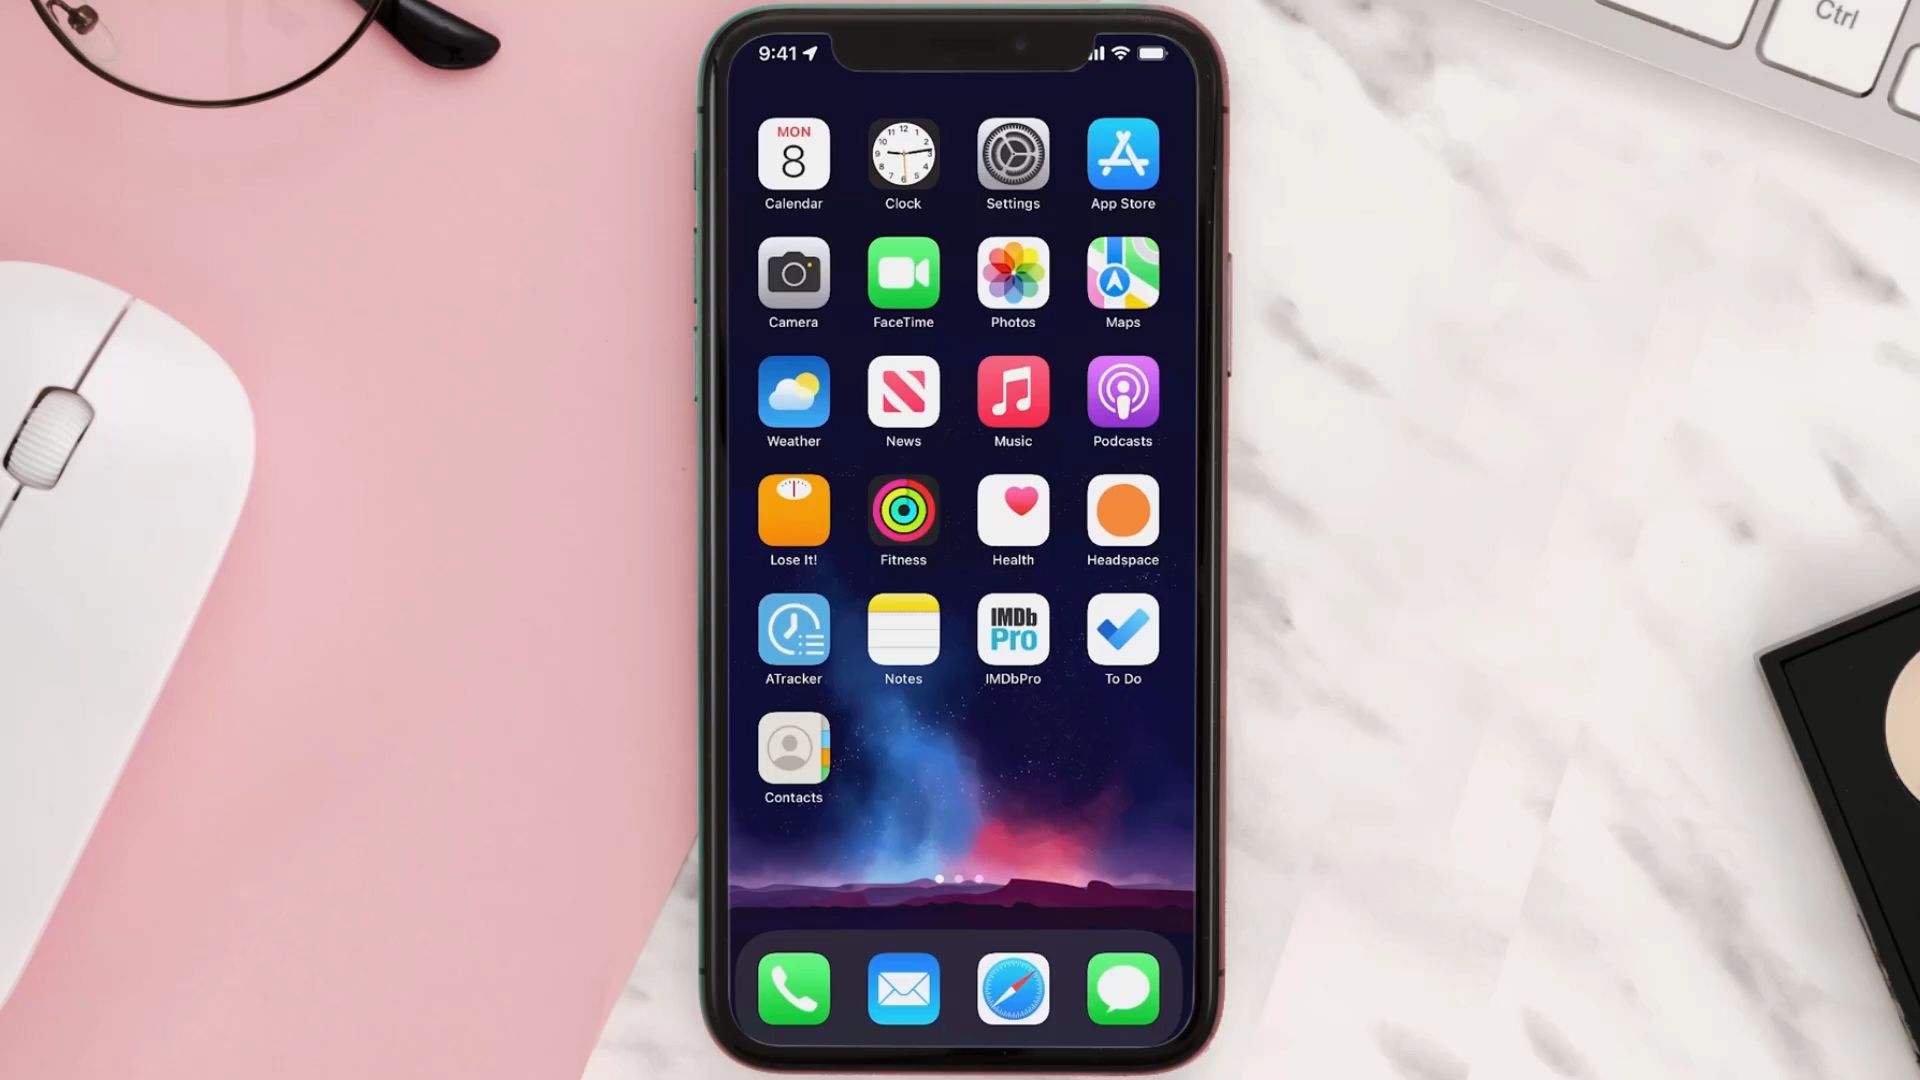 Ctrl
9:41
MON
8
Calendar
Clock
Settings
App Store
Camera
FaceTime
Photos
Maps
Weather
News
Music
Podcasts
Lose It!
Fitness
Health
Headspace
IMDb
Pro
ATracker
Notes
IMDbPro
To Do
Contacts